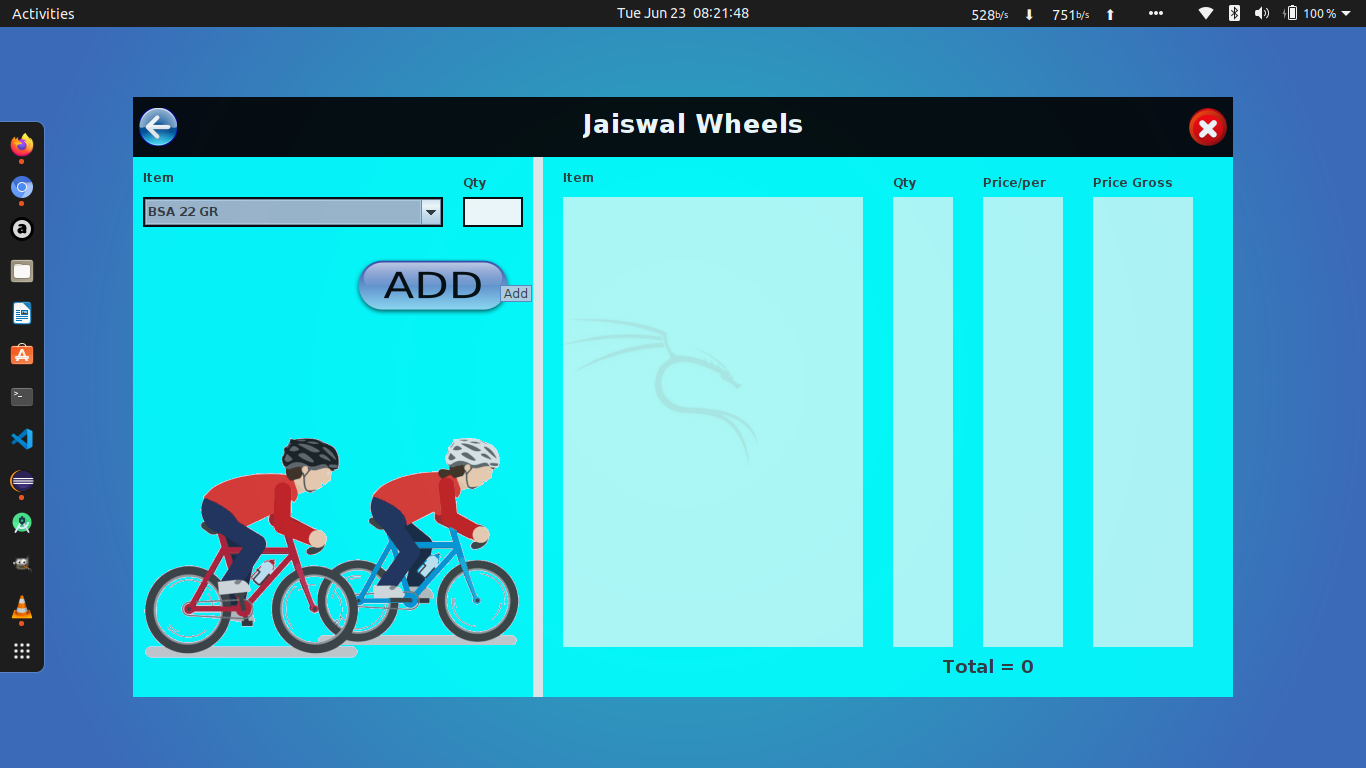 Activities
Tue Jun 23 08:21:48
528b/s ⬇ 751b/s ⬆ ••• 100 %
Jaiswal Wheels
Item
Qty
BSA 22 GR
ADD
Add
Item
Qty
Price/per
Price Gross
Total = 0